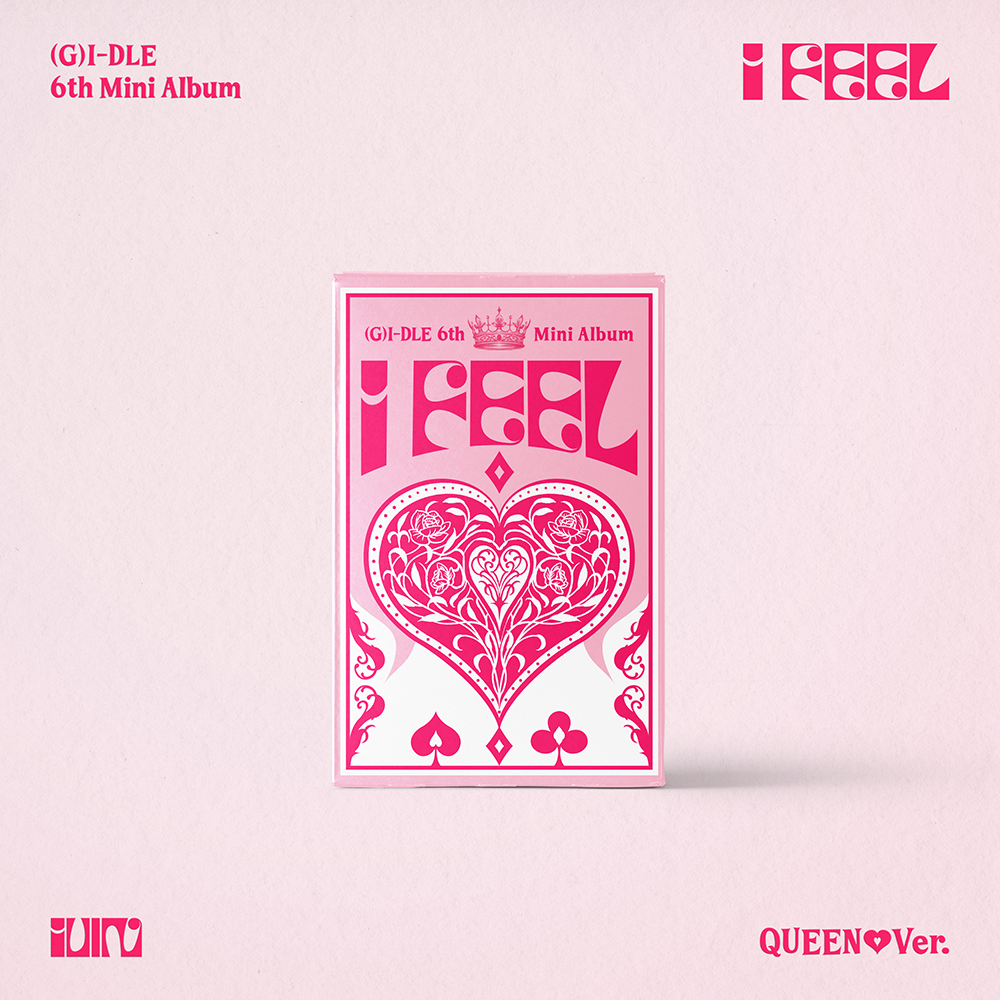 (G)I-DLE
6th Mini Album
i FEEL
(G)I-DLE 6th Mini Album
i FEEL
QUEEN♥Ver.